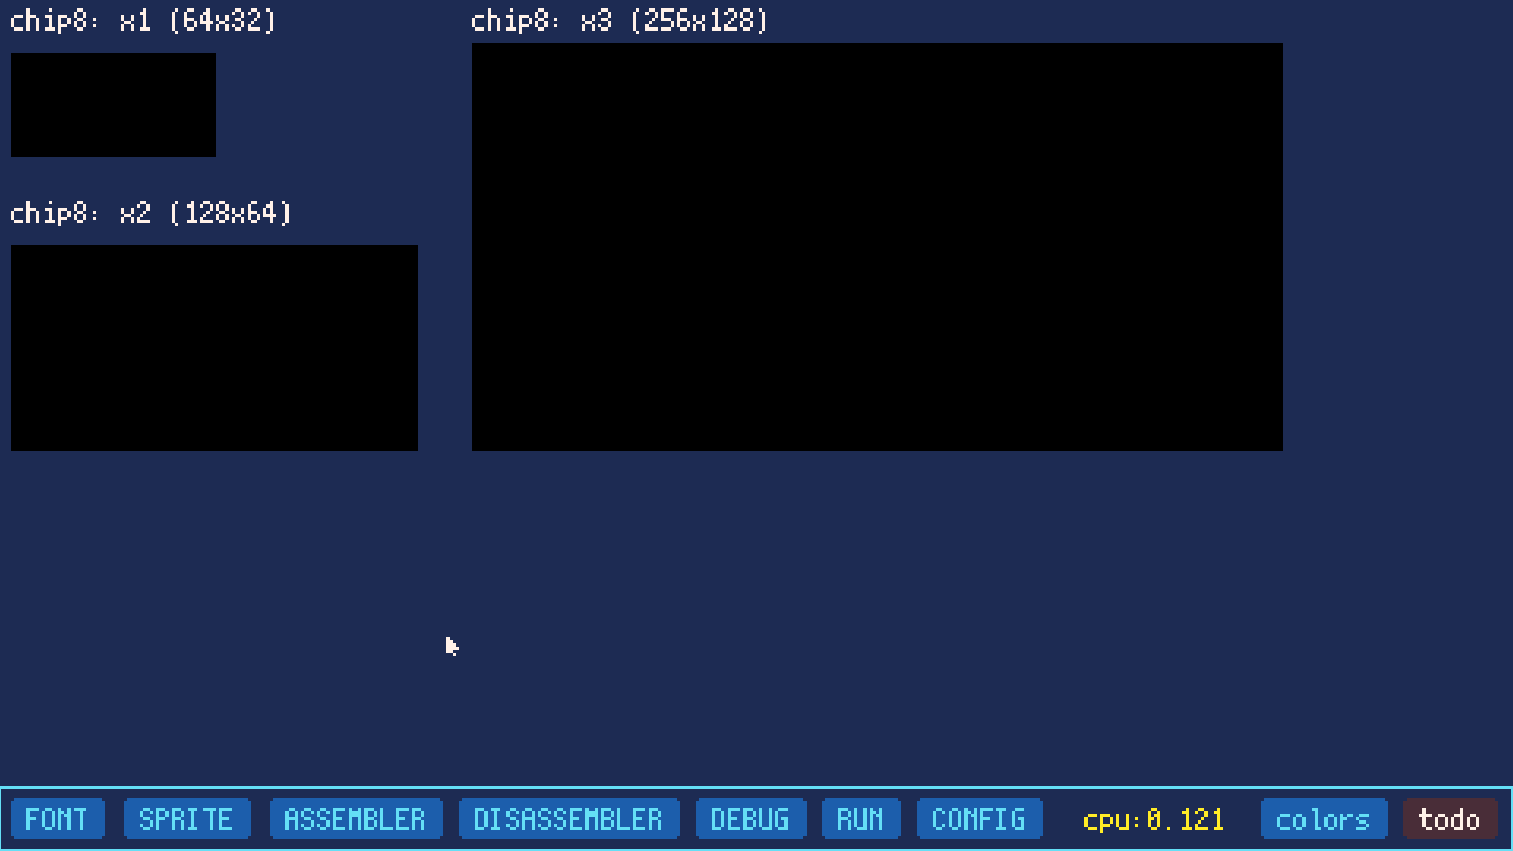 chip8: x1 (64x32)
chip8: x3 (256x128)
chip8: x2 (128x64)
FONT SPRITE ASSEMBLER DISASSEMBLER DEBUG RUN CONFIG cpu:0.121 colors todo